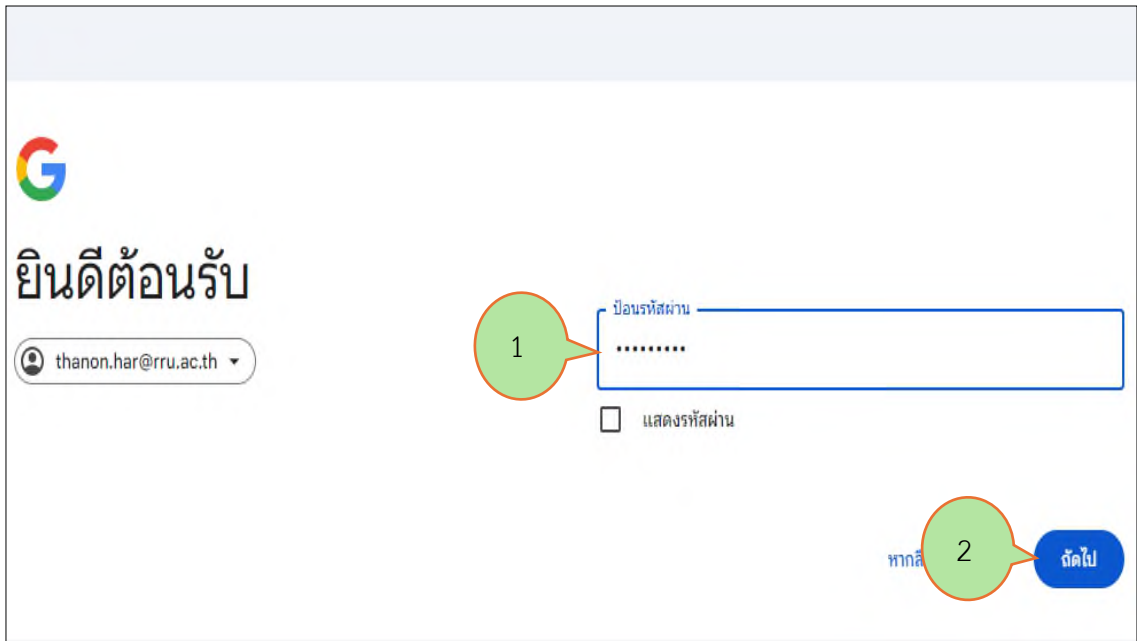 G
ยินดีต้อนรับ
thanon.har@rru.ac.th
ป้อนรหัสผ่าน
1
•••••••••
แสดงรหัสผ่าน
2
ถัดไป